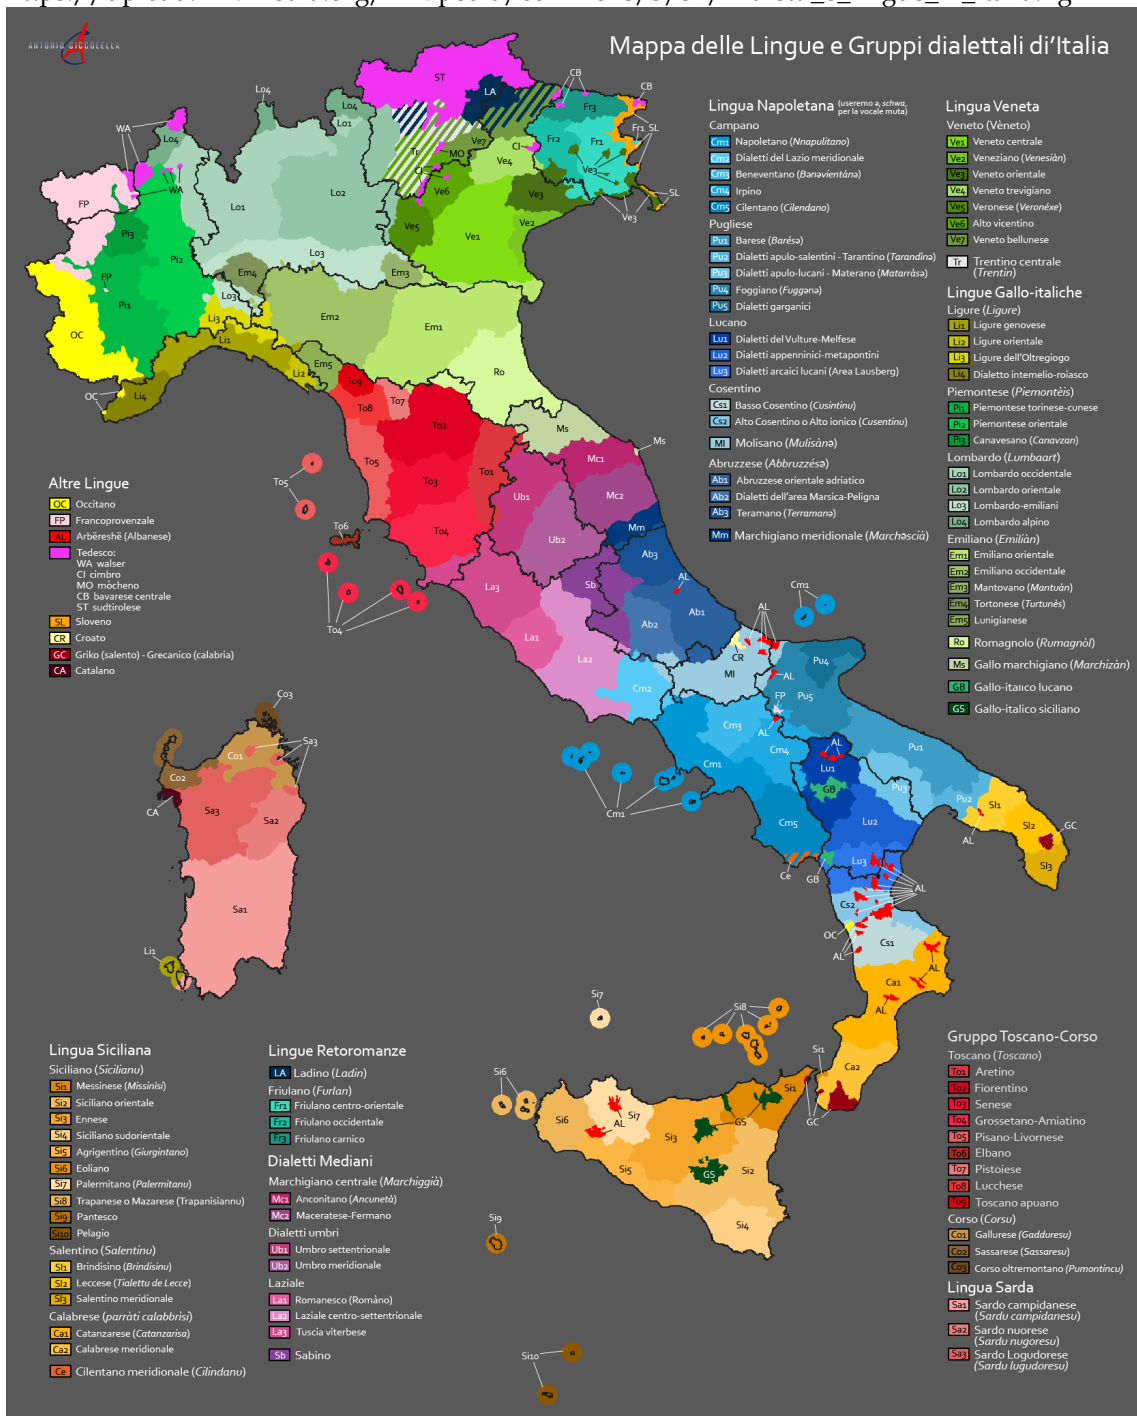 ANTONIO CICCOLELLA
Mappa delle Lingue e Gruppi dialettali di'Italia
Lingua Napoletana (useremo ə, schwa, per la vocale muta)
Campano
Cm1 Napoletano (Nnapulitano)
Cm2 Dialetti del Lazio meridionale
Cm3 Beneventano (Bənəvientànə)
Cm4 Irpino
Cm5 Cilentano (Cilendano)
Pugliese
Pu1 Barese (Barésə)
Pu2 Dialetti apulo-salentini - Tarantino (Tarandínə)
Pu3 Dialetti apulo-lucani - Materano (Matarràsə)
Pu4 Foggiano (Fuggənə)
Pu5 Dialetti garganici
Lucano
Lu1 Dialetti del Vulture-Melfese
Lu2 Dialetti appenninici-metapontini
Lu3 Dialetti arcaici lucani (Area Lausberg)
Cosentino
Cs1 Basso Cosentino (Cusintinu)
Cs2 Alto Cosentino o Alto ionico (Cusentinu)
Ml Molisano (Mulisànə)
Abruzzese (Abbruzzésə)
Ab1 Abruzzese orientale adriatico
Ab2 Dialetti dell'area Marsica-Peligna
Ab3 Teramano (Terramanə)
Mm Marchigiano meridionale (Marchəscià)
Lingua Veneta
Veneto (Vèneto)
Ve1 Veneto centrale
Ve2 Veneziano (Venesiàn)
Ve3 Veneto orientale
Ve4 Veneto trevigiano
Ve5 Veronese (Veronéxe)
Ve6 Alto vicentino
Ve7 Veneto bellunese
Tr Trentino centrale
(Trentin)
Lingue Gallo-italiche
Ligure (Ligure)
Li1 Ligure genovese
Li2 Ligure orientale
Li3 Ligure dell'Oltregiogo
Li4 Dialetto intemelio-roiasco
Piemontese (Piemontèis)
Pi1 Piemontese torinese-cunese
Pi2 Piemontese orientale
Pi3 Canavesano (Canavzan)
Lombardo (Lumbaart)
Lo1 Lombardo occidentale
Lo2 Lombardo orientale
Lo3 Lombardo-emiliani
Lo4 Lombardo alpino
Emiliano (Emiliàn)
Em1 Emiliano orientale
Em2 Emiliano occidentale
Em3 Mantovano (Mantuàn)
Em4 Tortonese (Turtunès)
Em5 Lunigianese
Ro Romagnolo (Rumagnòl)
Ms Gallo marchigiano (Marchizàn)
GB Gallo-italico lucano
GS Gallo-italico siciliano
Altre Lingue
OC Occitano
FP Francoprovenzale
AL Arbëreshë (Albanese)
Tedesco:
WA walser
CI cimbro
MO mòcheno
CB bavarese centrale
ST sudtirolese
SL Sloveno
CR Croato
GC Griko (salento) - Grecanico (calabria)
CA Catalano
Lingua Siciliana
Siciliano (Sicilianu)
Si1 Messinese (Missinisi)
Si2 Siciliano orientale
Si3 Ennese
Si4 Siciliano sudorientale
Si5 Agrigentino (Giurgintano)
Si6 Eoliano
Si7 Palermitano (Palermitanu)
Si8 Trapanese o Mazarese (Trapanisiannu)
Si9 Pantesco
Si10 Pelagio
Salentino (Salentinu)
Sl1 Brindisino (Brindisinu)
Sl2 Leccese (Tialettu de Lecce)
Sl3 Salentino meridionale
Calabrese (parràti calabbrìsi)
Ca1 Catanzarese (Catanzarisa)
Ca2 Calabrese meridionale
Ce Cilentano meridionale (Cilindanu)
Lingue Retoromanze
LA Ladino (Ladin)
Friulano (Furlan)
Fr1 Friulano centro-orientale
Fr2 Friulano occidentale
Fr3 Friulano carnico
Dialetti Mediani
Marchigiano centrale (Marchiggià)
Mc1 Anconitano (Ancunetà)
Mc2 Maceratese-Fermano
Dialetti umbri
Ub1 Umbro settentrionale
Ub2 Umbro meridionale
Laziale
La1 Romanesco (Romàno)
La2 Laziale centro-settentrionale
La3 Tuscia viterbese
Sb Sabino
Gruppo Toscano-Corso
Toscano (Toscano)
To1 Aretino
To2 Fiorentino
To3 Senese
To4 Grossetano-Amiatino
To5 Pisano-Livornese
To6 Elbano
To7 Pistoiese
To8 Lucchese
To9 Toscano apuano
Corso (Corsu)
Co1 Gallurese (Gadduresu)
Co2 Sassarese (Sassaresu)
Co3 Corso oltremontano (Pumontincu)
Lingua Sarda
Sa1 Sardo campidanese
(Sardu campidanesu)
Sa2 Sardo nuorese
(Sardu nugoresu)
Sa3 Sardo Logudorese
(Sardu lugudoresu)